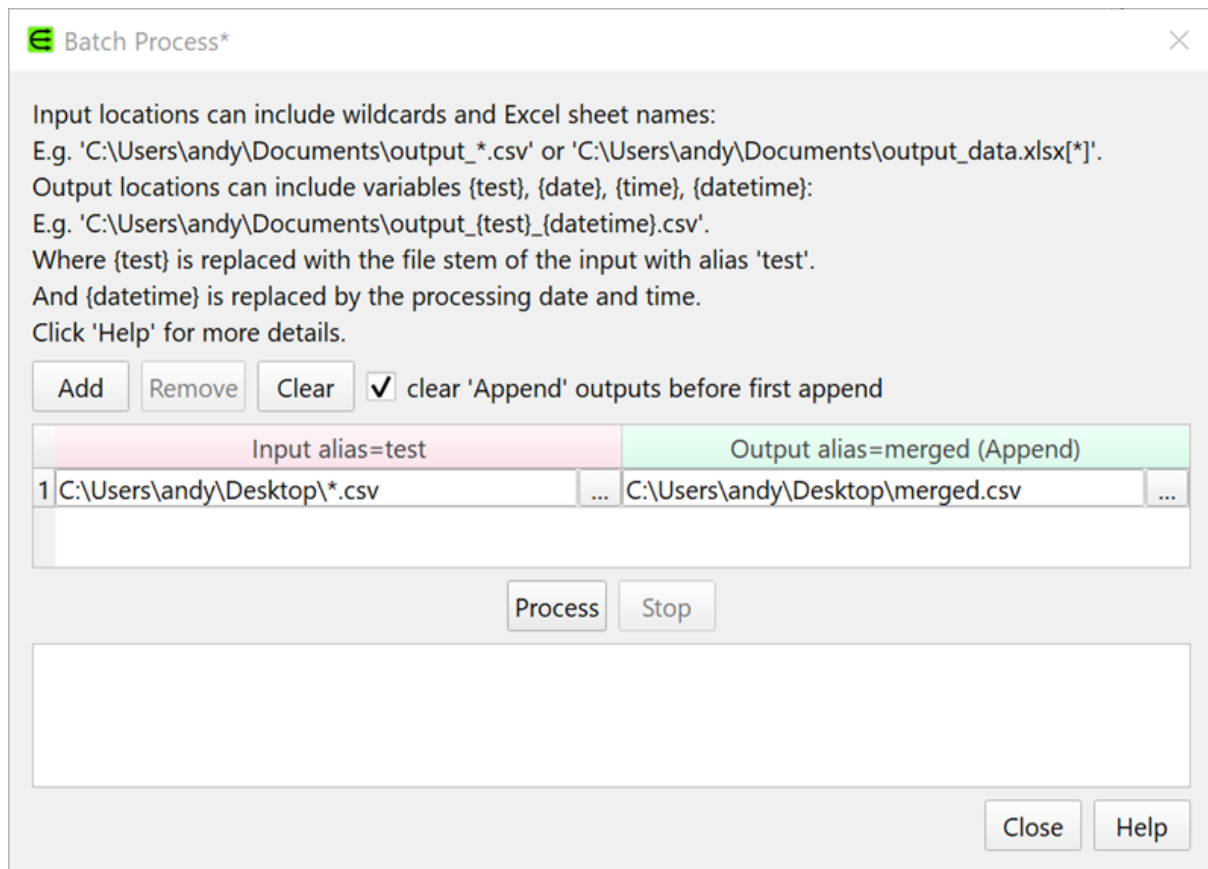 Batch Process*
Input locations can include wildcards and Excel sheet names:
E.g. 'C:\Users\andy\Documents\output_*.csv' or 'C:\Users\andy\Documents\output_data.xlsx[*]'.
Output locations can include variables {test}, {date}, {time}, {datetime}:
E.g. 'C:\Users\andy\Documents\output_{test}_{datetime}.csv'.
Where {test} is replaced with the file stem of the input with alias 'test'.
And {datetime} is replaced by the processing date and time.
Click 'Help' for more details.
Add Remove Clear clear 'Append' outputs before first append
Input alias=test Output alias=merged (Append)
1 C:\Users\andy\Desktop\*.csv ... C:\Users\andy\Desktop\merged.csv ...
Process Stop
Close Help